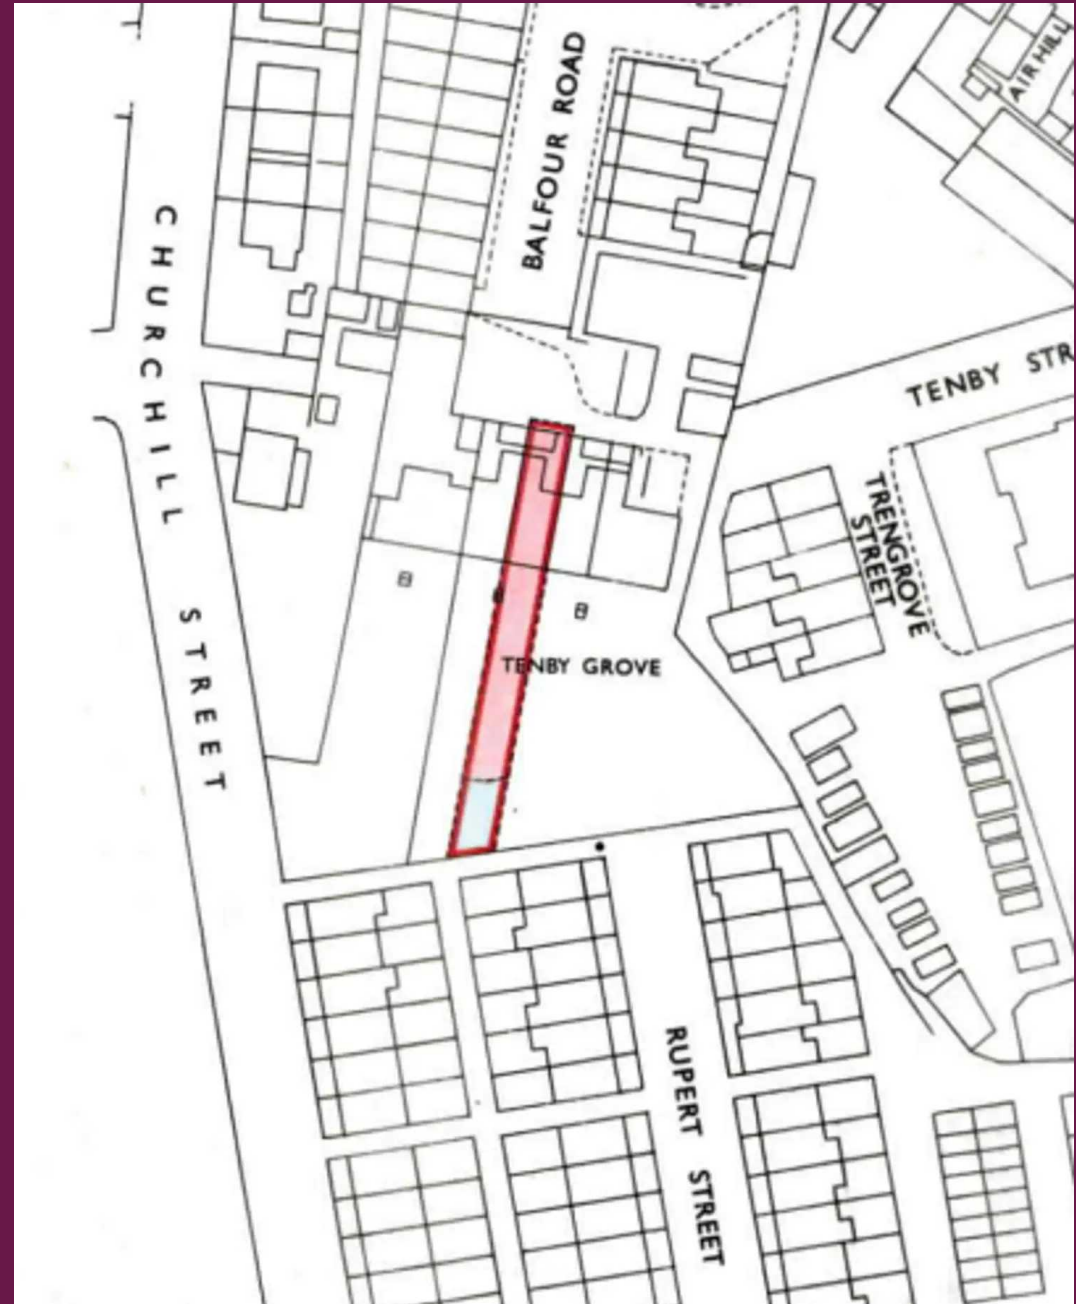 BALFOUR ROAD
AIR HILL
CHURCHILL STREET
TENBY STR
TRENGROVE
STREET
TENBY GROVE
RUPERT STREET